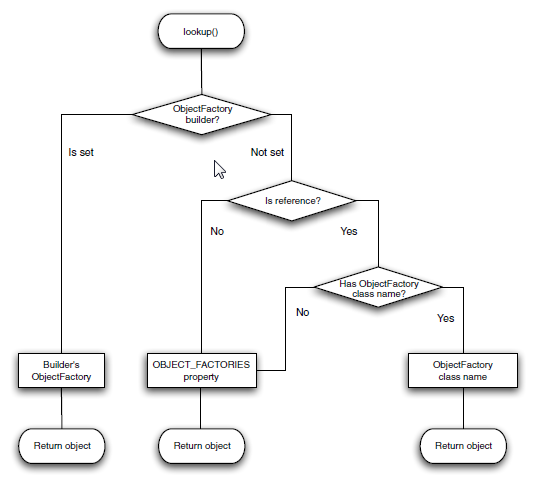 lookup()
ObjectFactory
builder?
Is set
Not set
Is reference?
No
Yes
Has ObjectFactory
class name?
No
Yes
Builder's
ObjectFactory
OBJECT_FACTORIES
property
ObjectFactory
class name
Return object
Return object
Return object